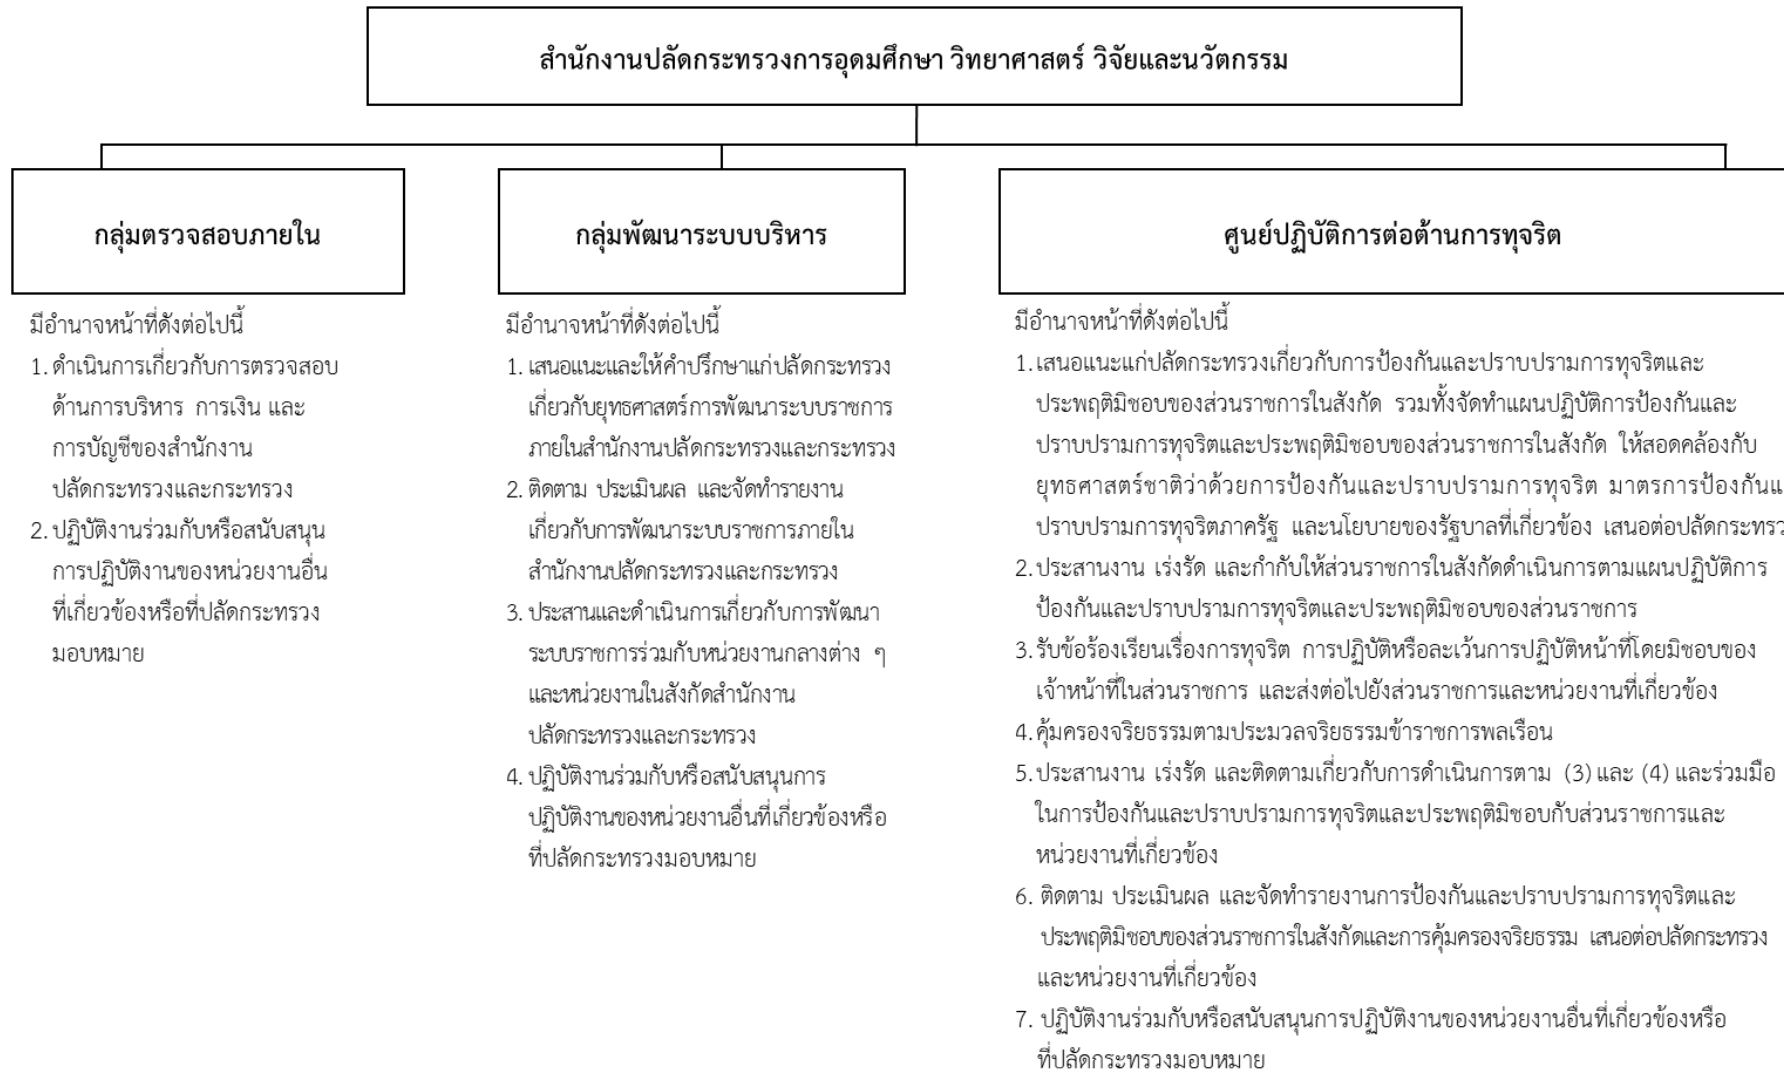 สำนักงานปลัดกระทรวงการอุดมศึกษา วิทยาศาสตร์ วิจัยและนวัตกรรม
กลุ่มตรวจสอบภายใน
มีอำนาจหน้าที่ดังต่อไปนี้
1. ดำเนินการเกี่ยวกับการตรวจสอบ
ด้านการบริหาร การเงิน และ
การบัญชีของสำนักงาน
ปลัดกระทรวงและกระทรวง
2. ปฏิบัติงานร่วมกับหรือสนับสนุน
การปฏิบัติงานของหน่วยงานอื่น
ที่เกี่ยวข้องหรือที่ปลัดกระทรวง
มอบหมาย
กลุ่มพัฒนาระบบบริหาร
มีอำนาจหน้าที่ดังต่อไปนี้
1. เสนอแนะและให้คำปรึกษาแก่ปลัดกระทรวง
เกี่ยวกับยุทธศาสตร์การพัฒนาระบบราชการ
ภายในสำนักงานปลัดกระทรวงและกระทรวง
2. ติดตาม ประเมินผล และจัดทำรายงาน
เกี่ยวกับการพัฒนาระบบราชการภายใน
สำนักงานปลัดกระทรวงและกระทรวง
3. ประสานและดำเนินการเกี่ยวกับการพัฒนา
ระบบราชการร่วมกับหน่วยงานกลางต่าง ๆ
และหน่วยงานในสังกัดสำนักงาน
ปลัดกระทรวงและกระทรวง
4. ปฏิบัติงานร่วมกับหรือสนับสนุนการ
ปฏิบัติงานของหน่วยงานอื่นที่เกี่ยวข้องหรือ
ที่ปลัดกระทรวงมอบหมาย
ศูนย์ปฏิบัติการต่อต้านการทุจริต
มีอำนาจหน้าที่ดังต่อไปนี้
1. เสนอแนะแก่ปลัดกระทรวงเกี่ยวกับการป้องกันและปราบปรามการทุจริตและ
ประพฤติมิชอบของส่วนราชการในสังกัด รวมทั้งจัดทำแผนปฏิบัติการป้องกันและ
ปราบปรามการทุจริตและประพฤติมิชอบของส่วนราชการในสังกัด ให้สอดคล้องกับ
ยุทธศาสตร์ชาติว่าด้วยการป้องกันและปราบปรามการทุจริต มาตรการป้องกันแ
ปราบปรามการทุจริตภาครัฐ และนโยบายของรัฐบาลที่เกี่ยวข้อง เสนอต่อปลัดกระทรว
2. ประสานงาน เร่งรัด และกำกับให้ส่วนราชการในสังกัดดำเนินการตามแผนปฏิบัติการ
ป้องกันและปราบปรามการทุจริตและประพฤติมิชอบของส่วนราชการ
3. รับข้อร้องเรียนเรื่องการทุจริต การปฏิบัติหรือละเว้นการปฏิบัติหน้าที่โดยมิชอบของ
เจ้าหน้าที่ในส่วนราชการ และส่งต่อไปยังส่วนราชการและหน่วยงานที่เกี่ยวข้อง
4. คุ้มครองจริยธรรมตามประมวลจริยธรรมข้าราชการพลเรือน
5. ประสานงาน เร่งรัด และติดตามเกี่ยวกับการดำเนินการตาม (3) และ (4) และร่วมมือ
ในการป้องกันและปราบปรามการทุจริตและประพฤติมิชอบกับส่วนราชการและ
หน่วยงานที่เกี่ยวข้อง
6. ติดตาม ประเมินผล และจัดทำรายงานการป้องกันและปราบปรามการทุจริตและ
ประพฤติมิชอบของส่วนราชการในสังกัดและการคุ้มครองจริยธรรม เสนอต่อปลัดกระทรวง
และหน่วยงานที่เกี่ยวข้อง
7. ปฏิบัติงานร่วมกับหรือสนับสนุนการปฏิบัติงานของหน่วยงานอื่นที่เกี่ยวข้องหรือ
ที่ปลัดกระทรวงมอบหมาย